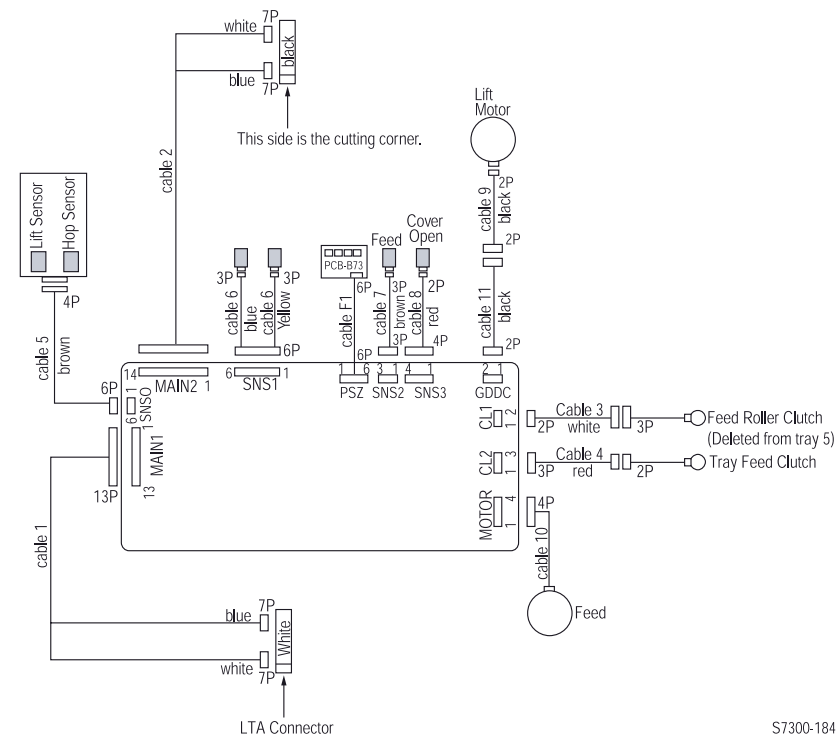 white
7P
black
blue
7P
This side is the cutting corner.
cable 2
Lift
Motor
2P
cable 9
black
2P
cable 11
black
2P
Lift Sensor
Hop Sensor
4P
cable 5
brown
3P
3P
cable 6
blue
cable 6
Yellow
6P
PCB-B73
6P
cable F1
6P
Feed
3P
cable 7
brown
3P
Cover
Open
2P
cable 8
red
4P
14 MAIN2 1
6 SNS1 1
1 6
PSZ
3 1
SNS2
4 1
SNS3
2 1
GDDC
6P
1
SNSO
6
1
MAIN1
13
13P
cable 1
CL1
2
1
2P
Cable 3
white
3P
Feed Roller Clutch
(Deleted from tray 5)
CL2
3
1
3P
Cable 4
red
2P
Tray Feed Clutch
MOTOR
4
1
4P
cable 10
Feed
blue
7P
White
white
7P
LTA Connector
S7300-184